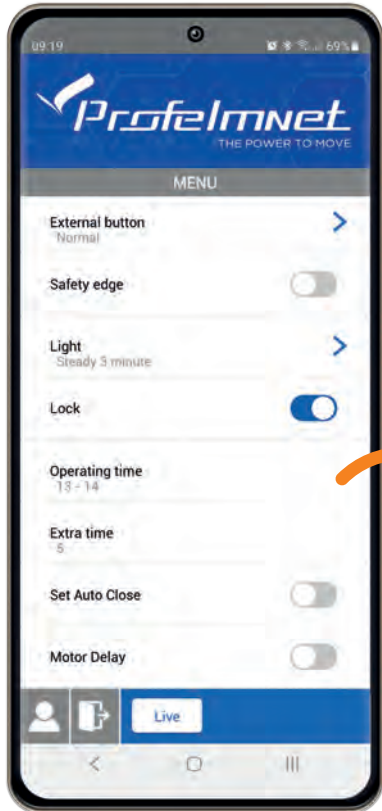 09:19
69%
Profelmnet
THE POWER TO MOVE
MENU
External button
Normal
Safety edge
Light
Steady 3 minute
Lock
Operating time
13 - 14
Extra time
5
Set Auto Close
Motor Delay
Live